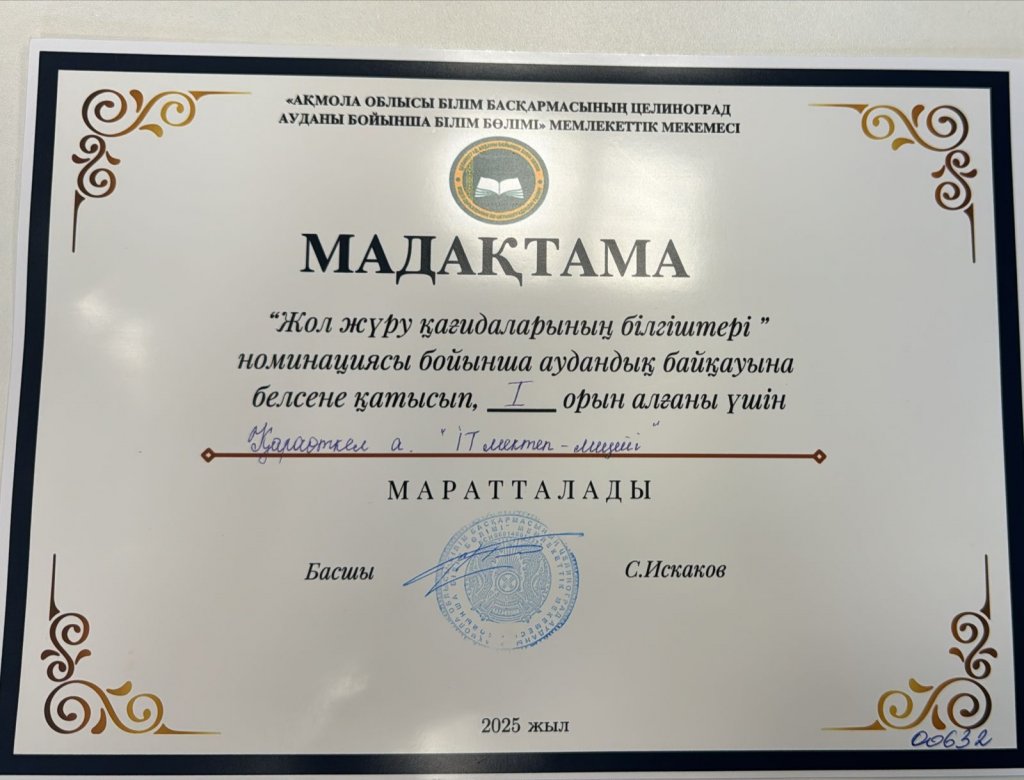 «АҚМОЛА ОБЛЫСЫ БІЛІМ БАСҚАРМАСЫНЫҢ ЦЕЛИНОГРАД
АУДАНЫ БОЙЫНША БІЛІМ БӨЛІМІ» МЕМЛЕКЕТТІК МЕКЕМЕСІ
МАДАҚТАМА
“Жол жүру қағидаларының білгіштері ”
номинациясы бойынша аудандық байқауына
белсене қатысып, I орын алғаны үшін
Қараөткел а. "IT мектеп-лицейі"
МАРАТТАЛАДЫ
Басшы С.Искаков
2025 жыл
00632